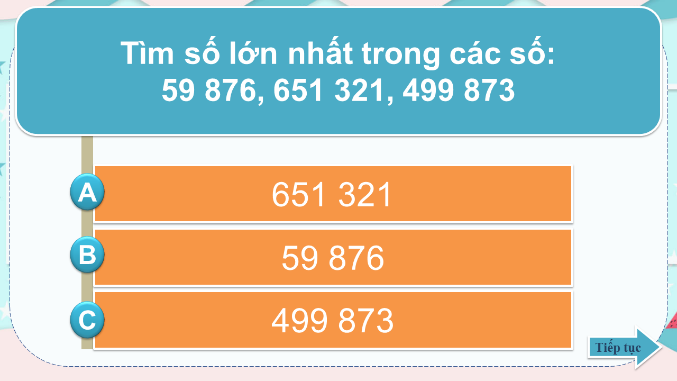 Tìm số lớn nhất trong các số:
59 876, 651 321, 499 873
A
651 321
B
59 876
C
499 873
Tiếp tục